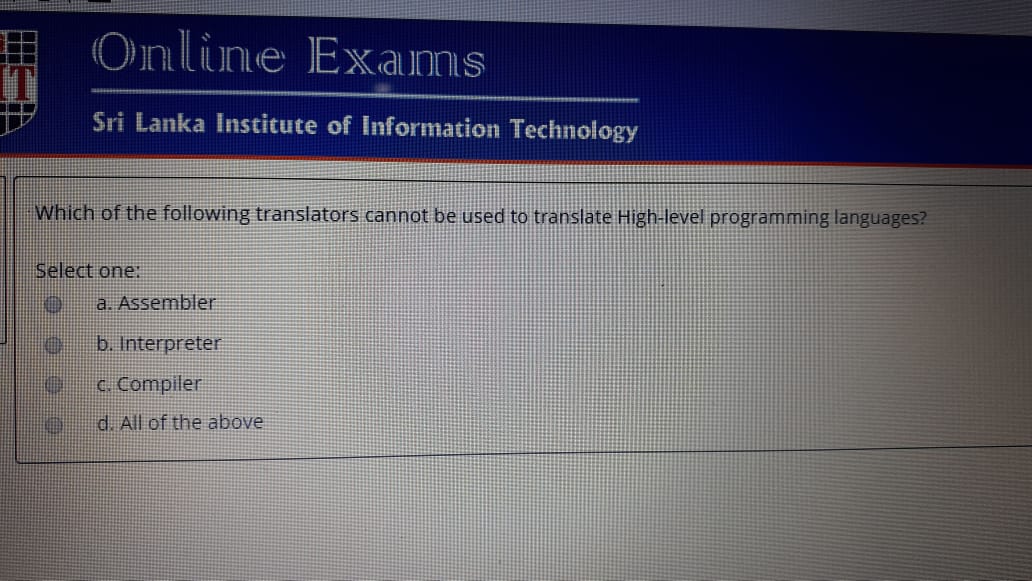 IT
Online Exams
Sri Lanka Institute of Information Technology
Which of the following translators cannot be used to translate High-level programming languages?
Select one:
a. Assembler
b. Interpreter
c. Compiler
d. All of the above